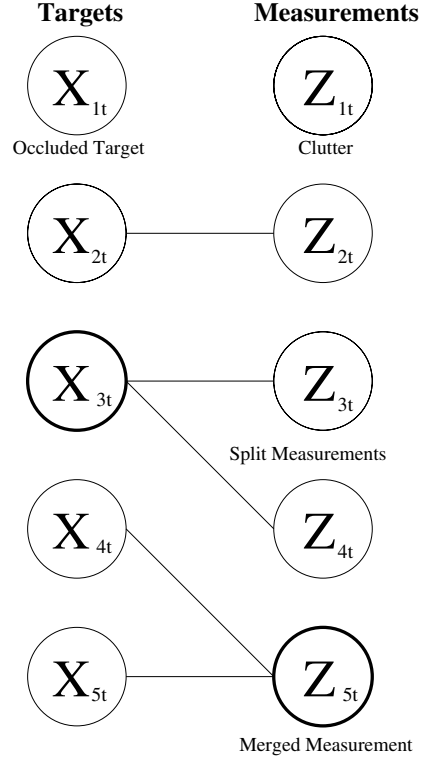 Targets Measurements
X1t Z1t
Occluded Target Clutter
X2t Z2t
X3t Z3t
Split Measurements
X4t Z4t
X5t Z5t
Merged Measurement